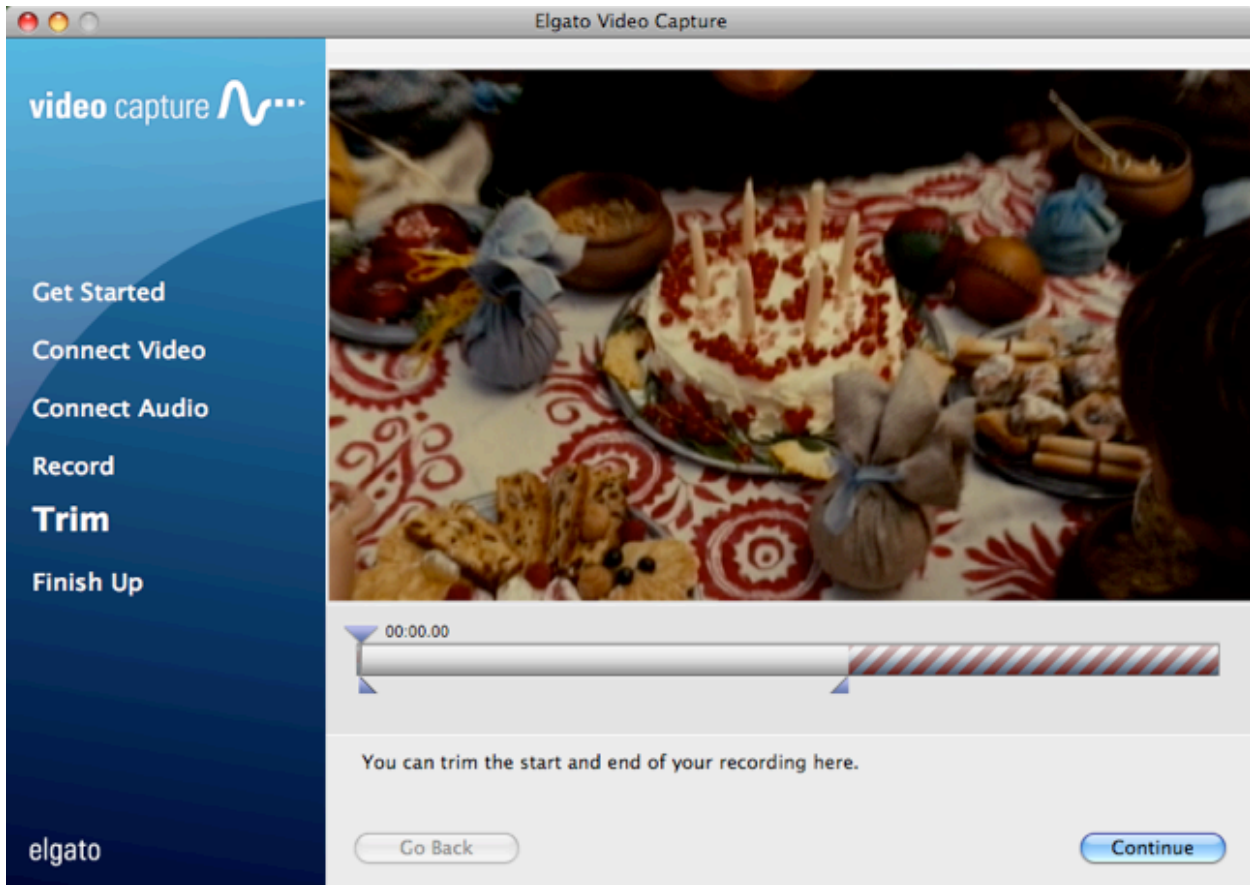 Elgato Video Capture
video capture
Get Started
Connect Video
Connect Audio
Record
Trim
Finish Up
elgato
00:00.00
You can trim the start and end of your recording here.
Go Back
Continue